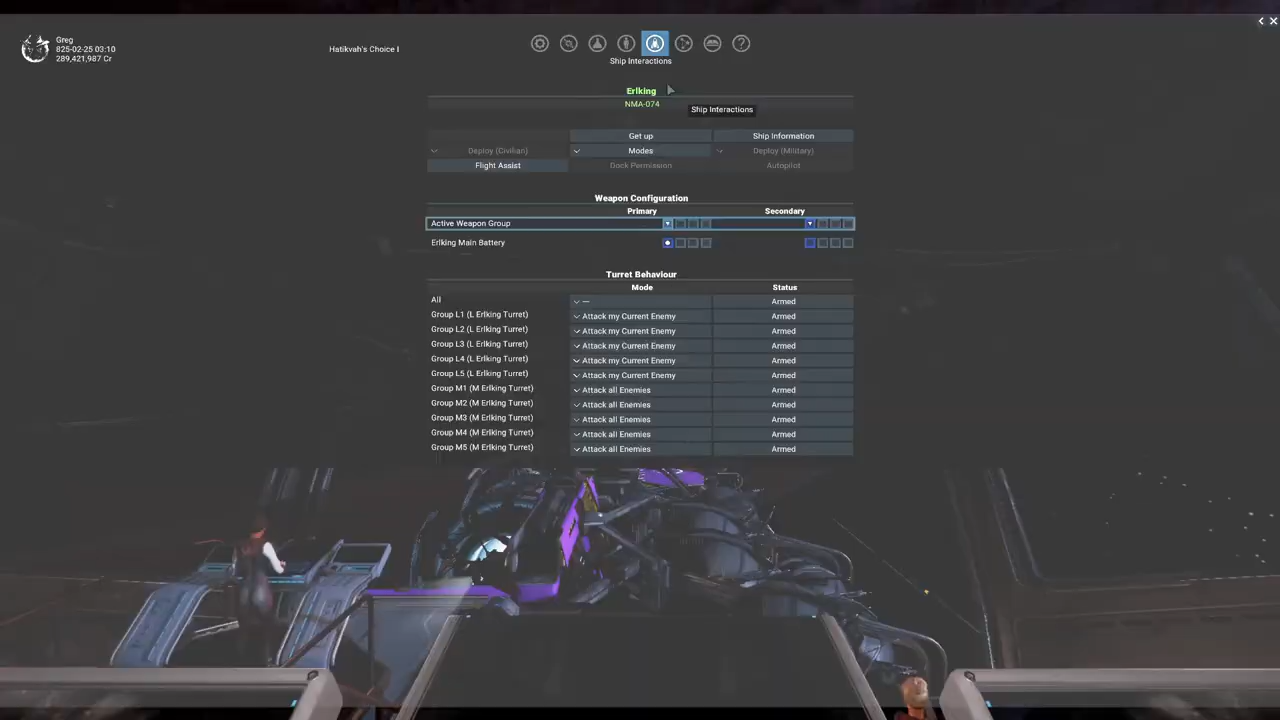 Greg
825-02-25 03:10
289,421,987 Cr
Hatikvah's Choice I
Ship Interactions
Erlking
NMA-074
Ship Interactions
Get up
Ship Information
Deploy (Civilian)
Modes
Deploy (Military)
Flight Assist
Dock Permission
Autopilot
Weapon Configuration
Primary
Secondary
Active Weapon Group
Erlking Main Battery
Turret Behaviour
Mode
Status
All
—
Armed
Group L1 (L Erlking Turret)
Attack my Current Enemy
Armed
Group L2 (L Erlking Turret)
Attack my Current Enemy
Armed
Group L3 (L Erlking Turret)
Attack my Current Enemy
Armed
Group L4 (L Erlking Turret)
Attack my Current Enemy
Armed
Group L5 (L Erlking Turret)
Attack my Current Enemy
Armed
Group M1 (M Erlking Turret)
Attack all Enemies
Armed
Group M2 (M Erlking Turret)
Attack all Enemies
Armed
Group M3 (M Erlking Turret)
Attack all Enemies
Armed
Group M4 (M Erlking Turret)
Attack all Enemies
Armed
Group M5 (M Erlking Turret)
Attack all Enemies
Armed